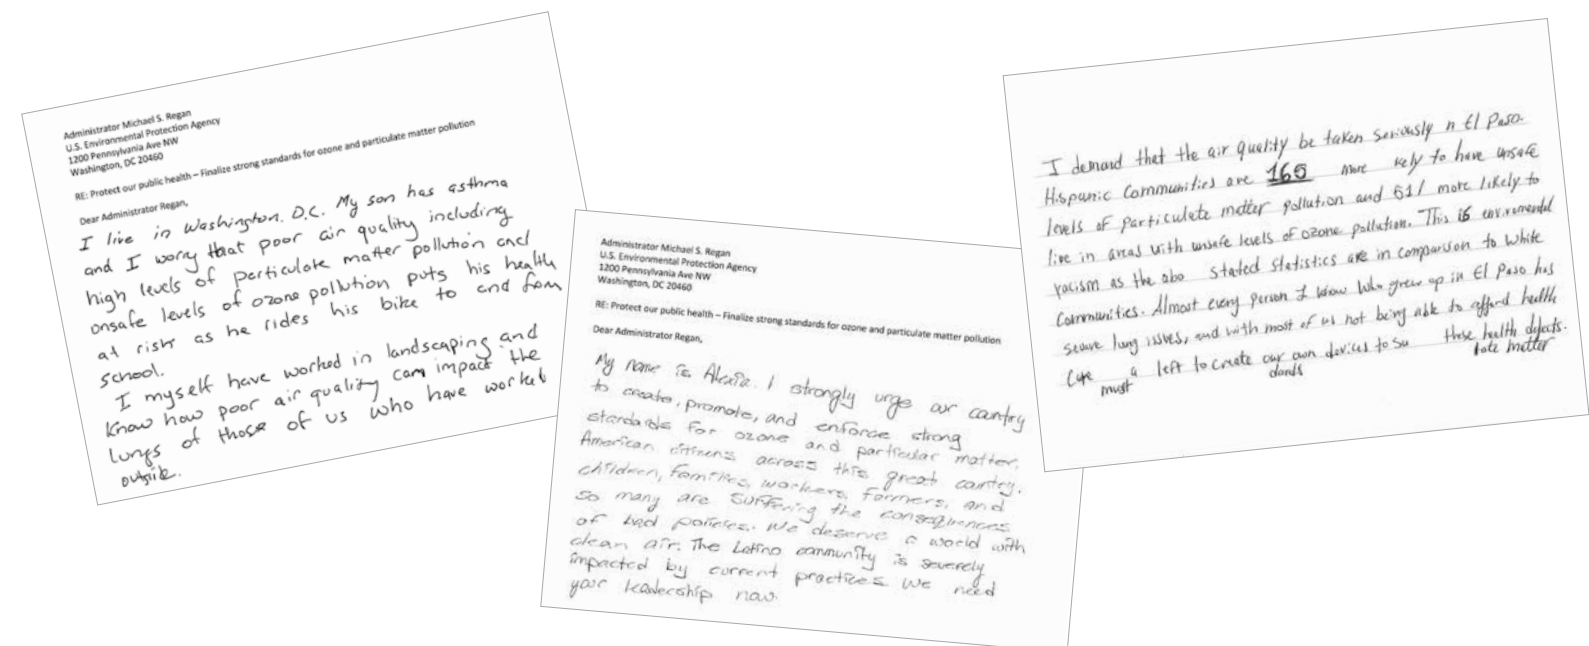 Administrator Michael S. Regan
U.S. Environmental Protection Agency
1200 Pennsylvania Ave NW
Washington, DC 20460
RE: Protect our public health – Finalize strong standards for ozone and particulate matter pollution
Dear Administrator Regan,
I live in Washington. D.C. My son has asthma
and I worry that poor air quality including
high levels of particulate matter pollution and
unsafe levels of ozone pollution puts his health
at risk as he rides his bike to and from
school.
I myself have worked in landscaping and
know how poor air quality can impact the
lungs of those of us who have worked
outside.
Administrator Michael S. Regan
U.S. Environmental Protection Agency
1200 Pennsylvania Ave NW
Washington, DC 20460
RE: Protect our public health – Finalize strong standards for ozone and particulate matter pollution
Dear Administrator Regan,
My name is Alexia. I strongly urge our country
to create, promote, and enforce strong
standards for ozone and particular matter.
American citizens across this great country.
children, families, workers, farmers, and
so many are suffering the consequences
of bad policies. We deserve a world with
clean air. The Latino community is severely
impacted by current practices. We need
your leadership now.
I demand that the air quality be taken seriously n El Paso.
Hispanic Communities are 165 more kely to have unsafe
levels of particulate matter pollution and 51% more likely to
live in areas with unsafe levels of ozone pollution. This is enviromental
racism as the abo stated statistics are in comparison to white
Communities. Almost every person I know who grew up in El Paso has
severe lung issues, and with most of us not being able to afford health
Care a left to create our own devices to su these health defects.
must dards late matter